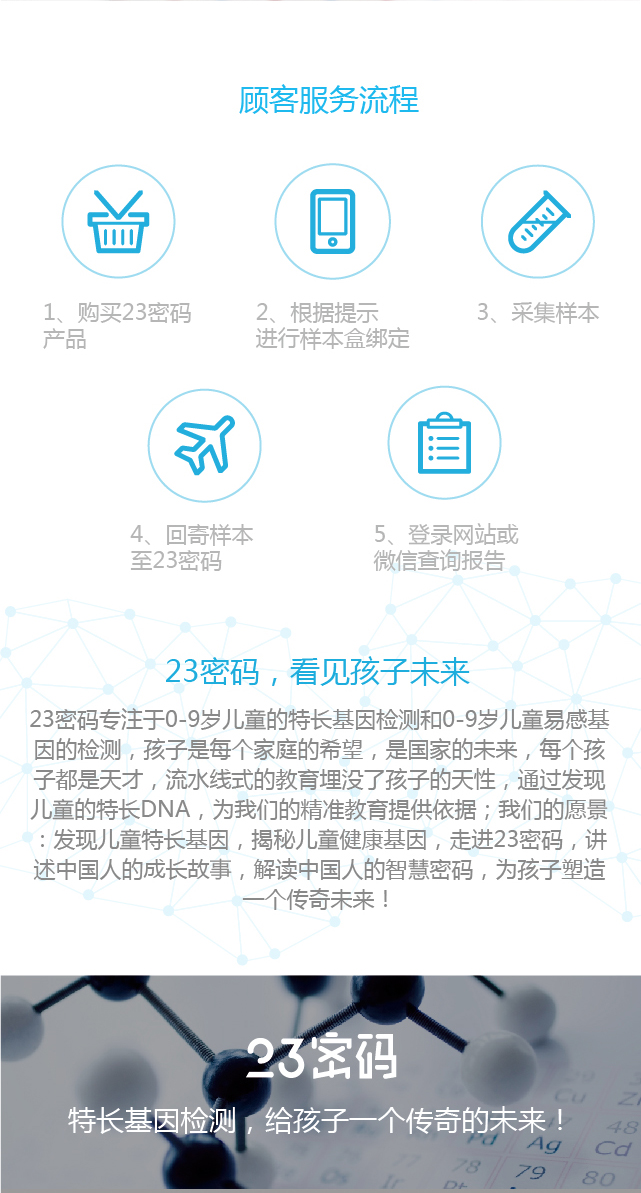 顾客服务流程
1、购买23密码
产品
2、根据提示
进行样本盒绑定
3、采集样本
4、回寄样本
至23密码
5、登录网站或
微信查询报告
23密码，看见孩子未来
23密码专注于0-9岁儿童的特长基因检测和0-9岁儿童易感基
因的检测，孩子是每个家庭的希望，是国家的未来，每个孩
子都是天才，流水线式的教育埋没了孩子的天性，通过发现
儿童的特长DNA，为我们的精准教育提供依据；我们的愿景
：发现儿童特长基因，揭秘儿童健康基因，走进23密码，讲
述中国人的成长故事，解读中国人的智慧密码，为孩子塑造
一个传奇未来！
23密码
特长基因检测，给孩子一个传奇的未来！
Cu
Pd
Ag
48
Cd
Os
Ir
77
78
79
80